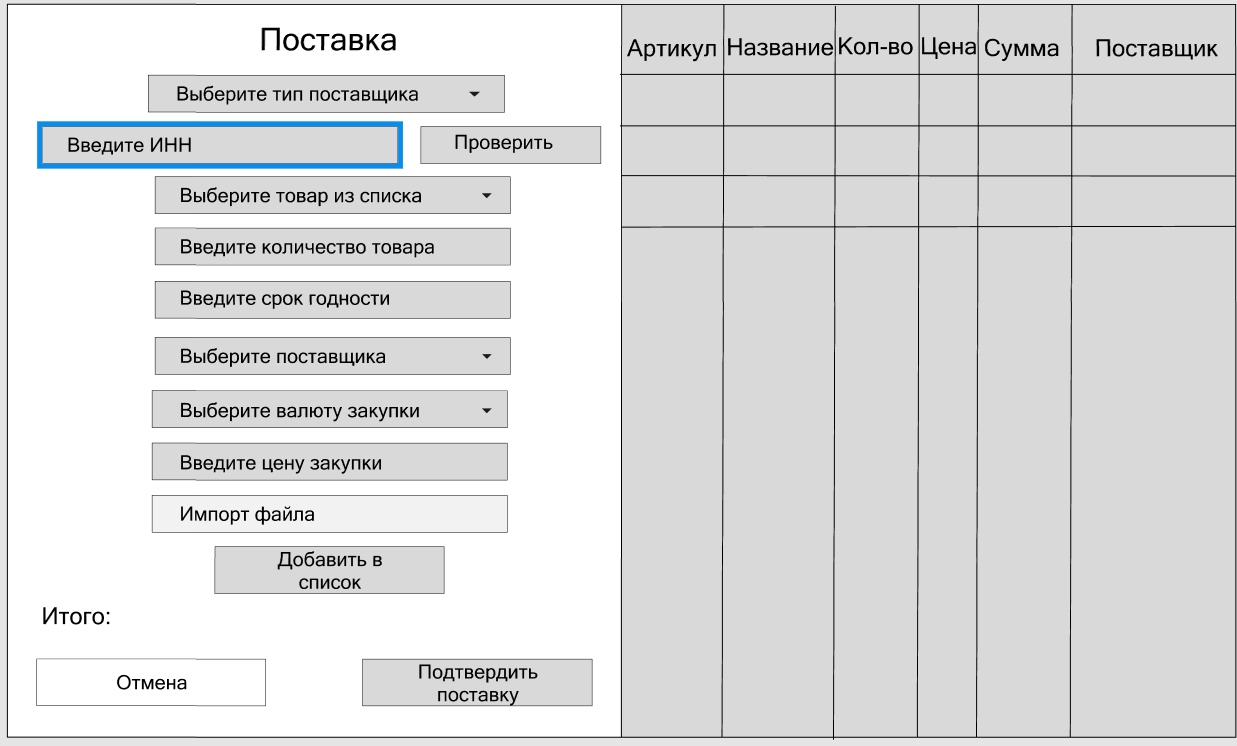 Поставка
Выберите тип поставщика
Введите ИНН
Проверить
Выберите товар из списка
Введите количество товара
Введите срок годности
Выберите поставщика
Выберите валюту закупки
Введите цену закупки
Импорт файла
Добавить в
список
Итого:
Отмена
Подтвердить
поставку
Артикул Название Кол-во Цена Сумма Поставщик